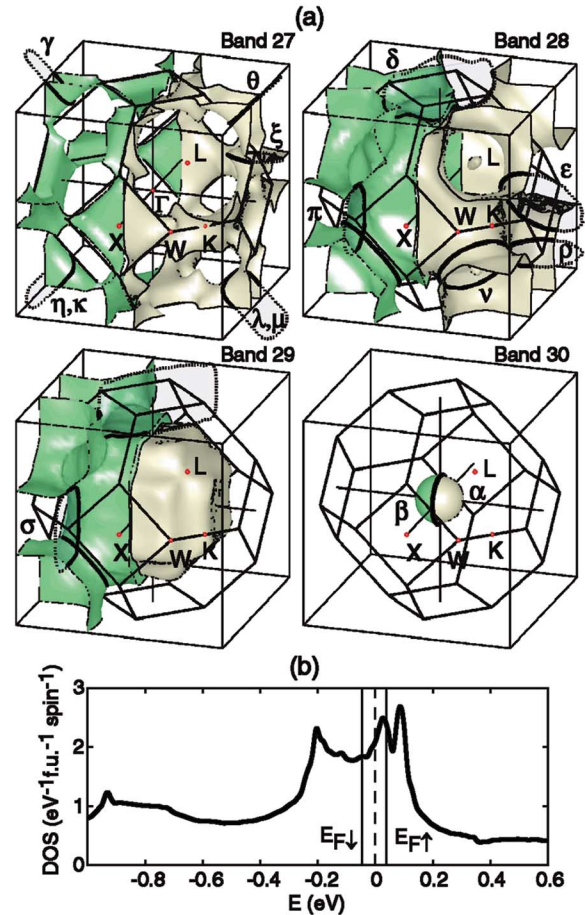 (a)
Band 27
Band 28
γ
θ
ξ
L
Γ
X
W
K
η,κ
λ,μ
δ
ε
L
π
X
W
K
ρ
ν
Band 29
Band 30
L
σ
X
W
K
L
α
β
X
W
K
(b)
DOS (eV⁻¹f.u.⁻¹ spin⁻¹)
3
2
1
0
E_F↓
E_F↑
-0.8
-0.6
-0.4
-0.2
0
0.2
0.4
0.6
E (eV)